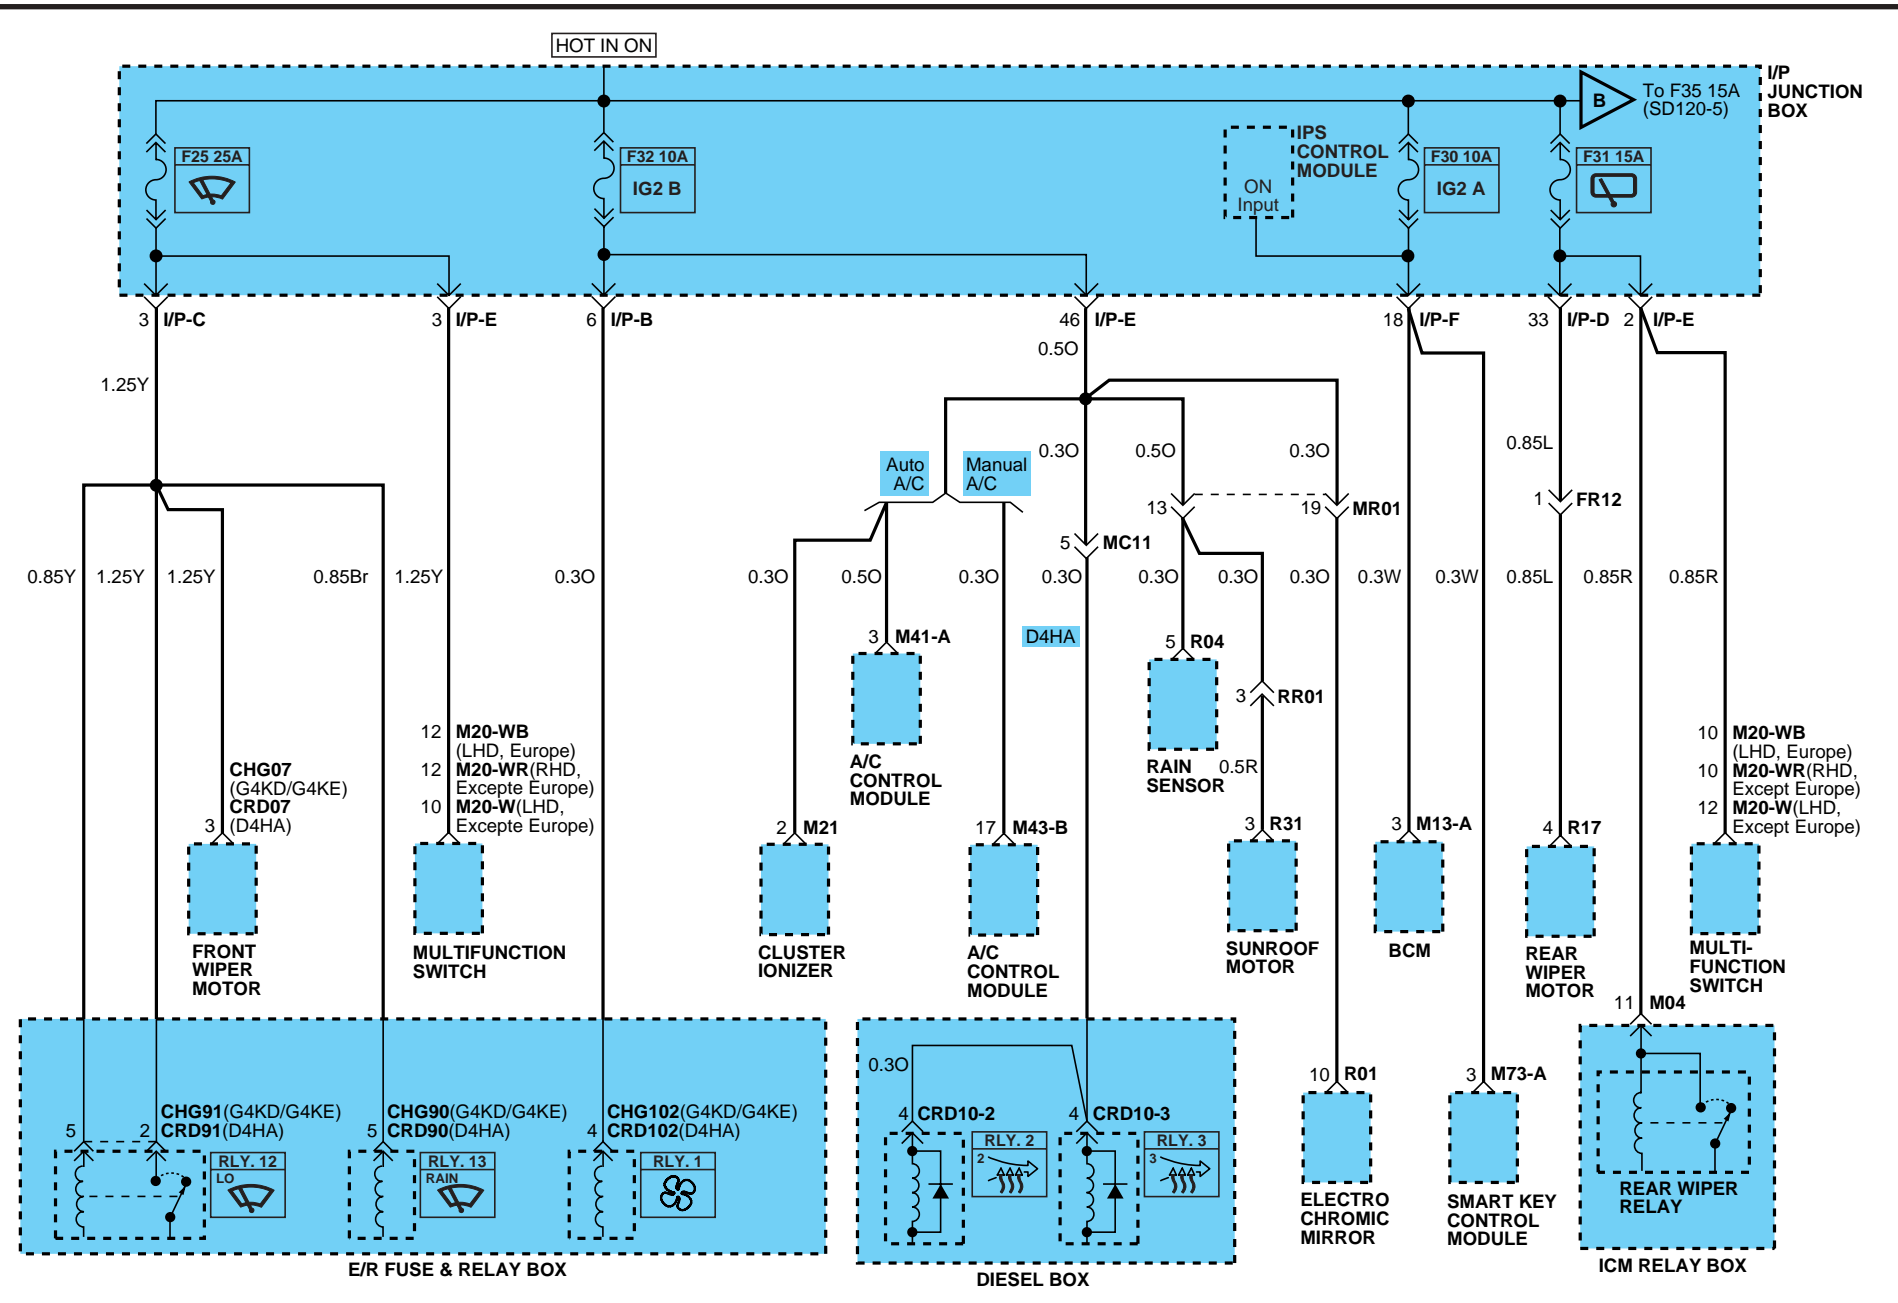 HOT IN ON
I/P
JUNCTION
BOX
B
To F35 15A
(SD120-5)
F25 25A
F32 10A
IG2 B
IPS
CONTROL
MODULE
ON
Input
F30 10A
IG2 A
F31 15A
3 I/P-C
3 I/P-E
6 I/P-B
46 I/P-E
18 I/P-F
33 I/P-D
2 I/P-E
0.5O
1.25Y
0.3O
0.5O
0.3O
0.85L
Auto
A/C
Manual
A/C
13
19 MR01
1 FR12
5 MC11
0.85Y
1.25Y
1.25Y
0.85Br
1.25Y
0.3O
0.3O
0.5O
0.3O
0.3O
0.3O
0.3O
0.3O
0.3W
0.3W
0.85L
0.85R
0.85R
3 M41-A
D4HA
5 R04
3 RR01
A/C
CONTROL
MODULE
RAIN
SENSOR
0.5R
CHG07
(G4KD/G4KE)
CRD07
3 (D4HA)
12 M20-WB
(LHD, Europe)
12 M20-WR(RHD,
Excepte Europe)
10 M20-W(LHD,
Excepte Europe)
10 M20-WB
(LHD, Europe)
10 M20-WR(RHD,
Except Europe)
12 M20-W(LHD,
Except Europe)
2 M21
17 M43-B
3 R31
3 M13-A
4 R17
FRONT
WIPER
MOTOR
MULTIFUNCTION
SWITCH
CLUSTER
IONIZER
A/C
CONTROL
MODULE
SUNROOF
MOTOR
BCM
REAR
WIPER
MOTOR
MULTI-
FUNCTION
SWITCH
11 M04
0.3O
10 R01
3 M73-A
CHG91(G4KD/G4KE)
5 2 CRD91(D4HA)
CHG90(G4KD/G4KE)
5 CRD90(D4HA)
CHG102(G4KD/G4KE)
4 CRD102(D4HA)
4 CRD10-2
4 CRD10-3
RLY. 12
LO
RLY. 13
RAIN
RLY. 1
RLY. 2
2
RLY. 3
3
ELECTRO
CHROMIC
MIRROR
SMART KEY
CONTROL
MODULE
REAR WIPER
RELAY
E/R FUSE & RELAY BOX
DIESEL BOX
ICM RELAY BOX